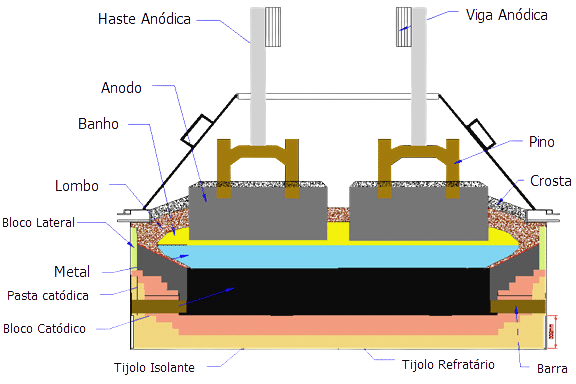 Haste Anódica
Viga Anódica
Anodo
Banho
Pino
Crosta
Lombo
Bloco Lateral
Metal
Pasta catódica
Bloco Catódico
Tijolo Isolante
Tijolo Refratário
Barra